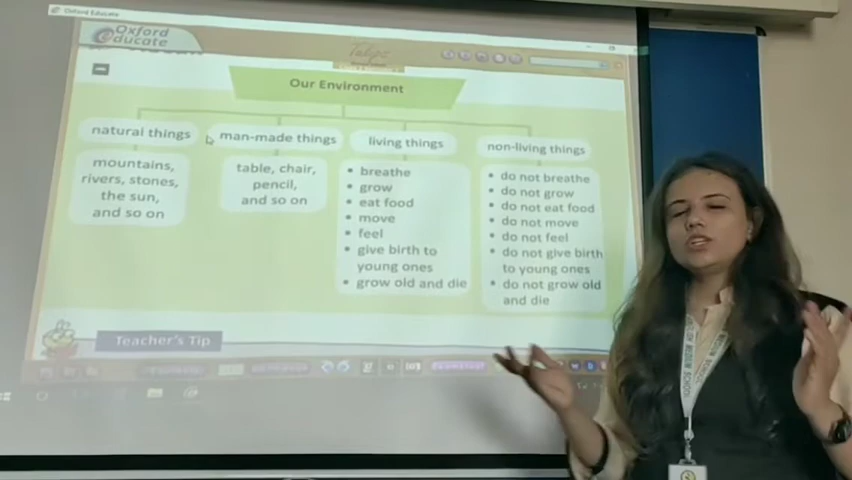 Oxford Educate
Oxford
educate
Tulips
Our Environment
natural things
man-made things
living things
non-living things
mountains,
rivers, stones,
the sun,
and so on
table, chair,
pencil,
and so on
• breathe
• grow
• eat food
• move
• feel
• give birth to
young ones
• grow old and die
• do not breathe
• do not grow
• do not eat food
• do not move
• do not feel
• do not give birth
to young ones
• do not grow old
and die
Teacher's Tip